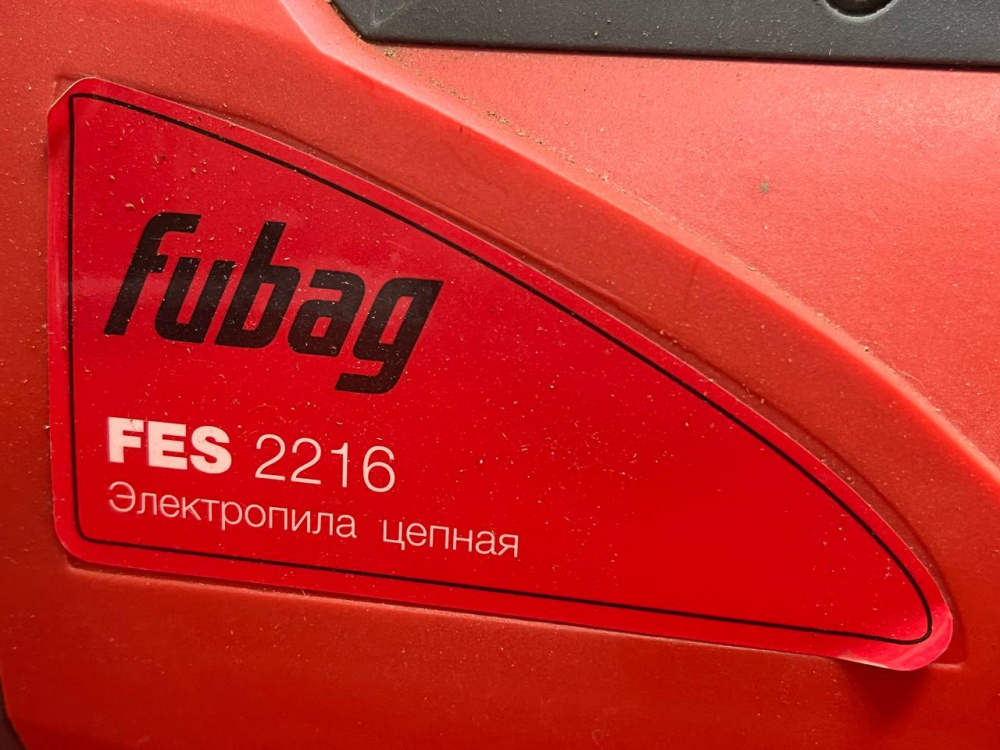 fubag
FES 2216
Электропила цепная